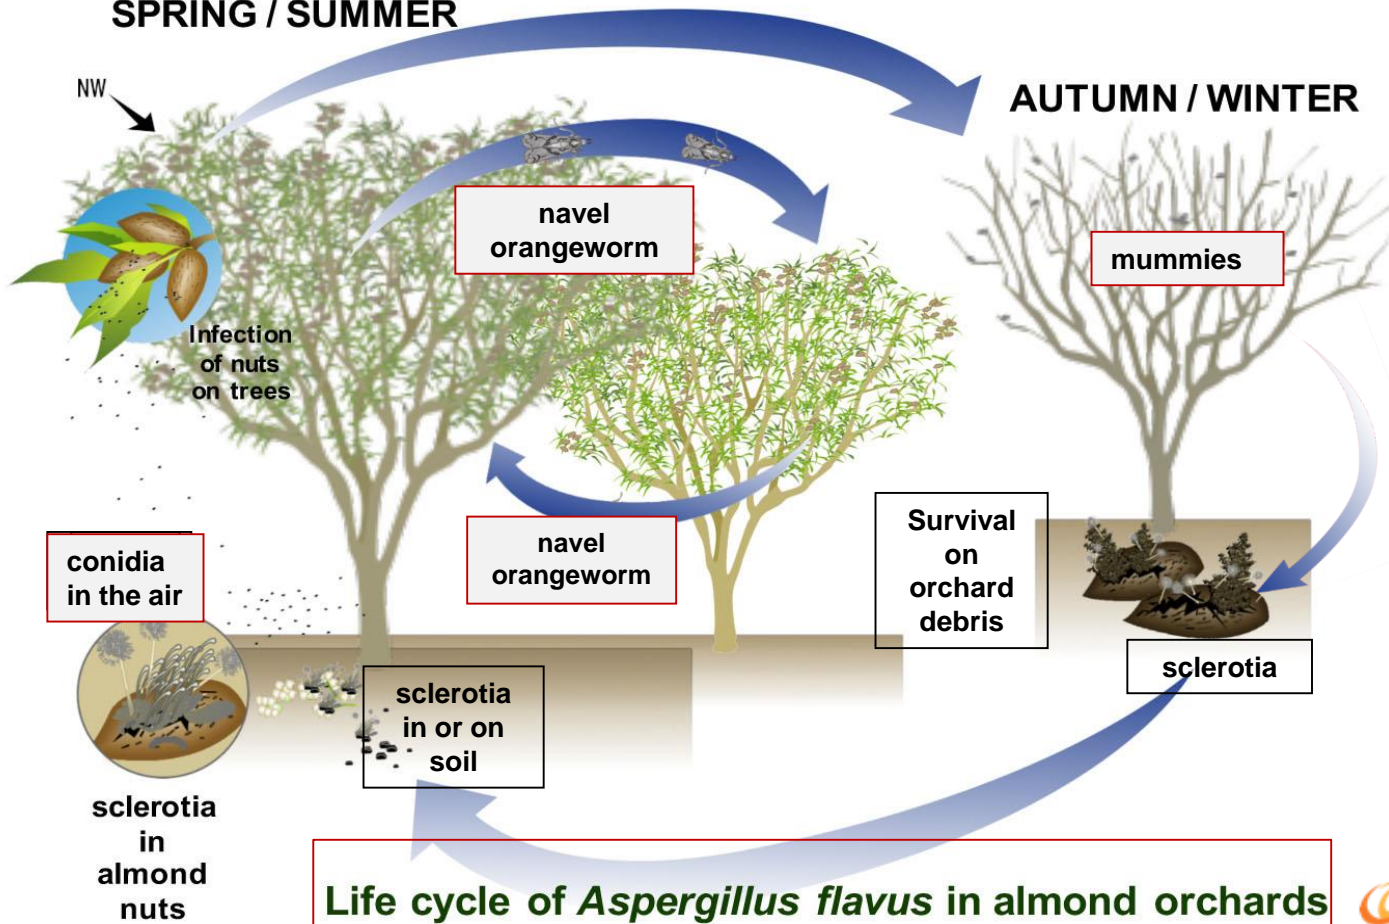 SPRING / SUMMER
NW
AUTUMN / WINTER
navel
orangeworm
mummies
Infection
of nuts
on trees
navel
orangeworm
Survival
on
orchard
debris
conidia
in the air
sclerotia
sclerotia
in or on
soil
sclerotia
in
almond
nuts
Life cycle of Aspergillus flavus in almond orchards